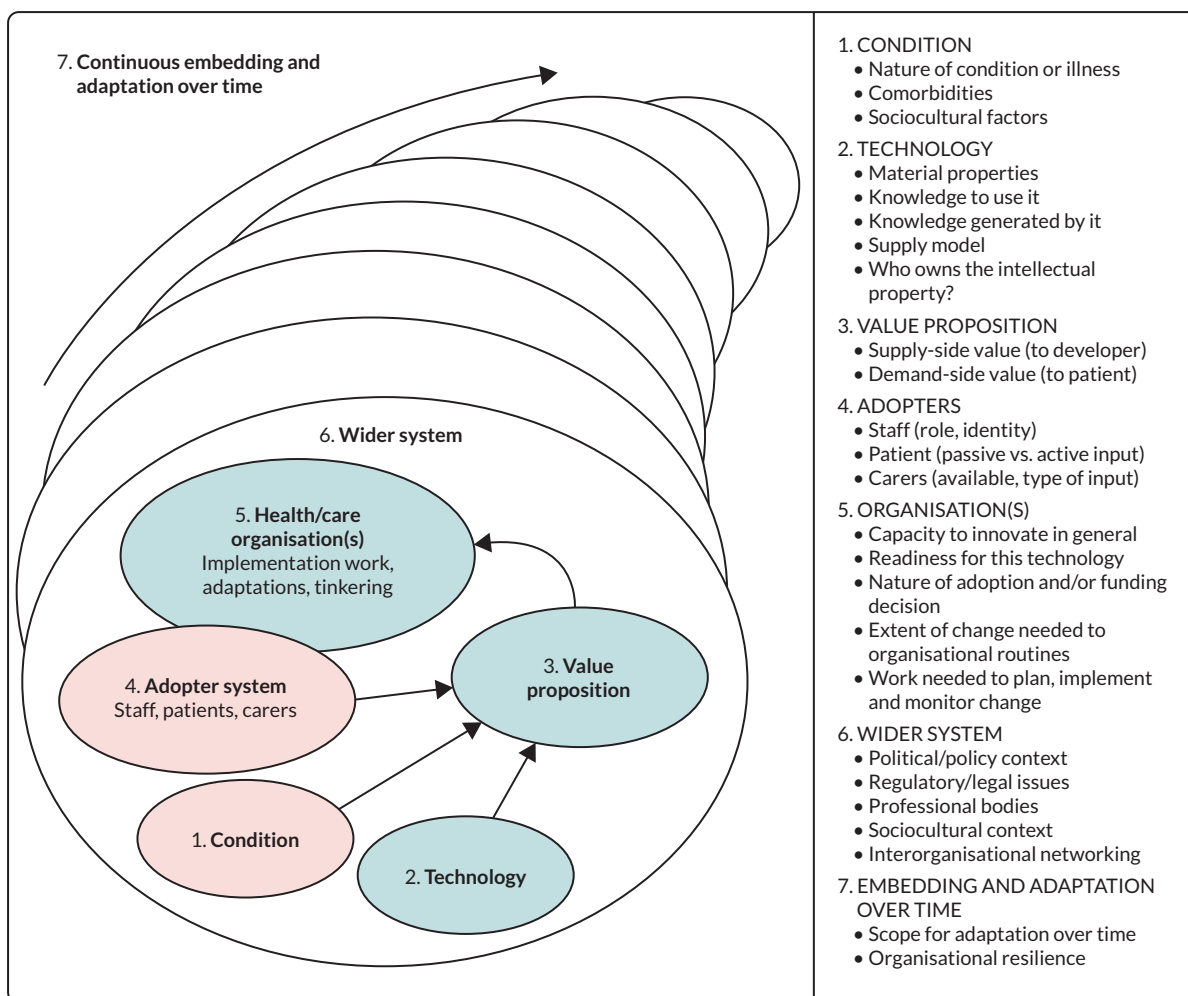 7. Continuous embedding and
adaptation over time
6. Wider system
5. Health/care
organisation(s)
Implementation work,
adaptations, tinkering
4. Adopter system
Staff, patients, carers
3. Value
proposition
1. Condition
2. Technology
1. CONDITION
• Nature of condition or illness
• Comorbidities
• Sociocultural factors
2. TECHNOLOGY
• Material properties
• Knowledge to use it
• Knowledge generated by it
• Supply model
• Who owns the intellectual
property?
3. VALUE PROPOSITION
• Supply-side value (to developer)
• Demand-side value (to patient)
4. ADOPTERS
• Staff (role, identity)
• Patient (passive vs. active input)
• Carers (available, type of input)
5. ORGANISATION(S)
• Capacity to innovate in general
• Readiness for this technology
• Nature of adoption and/or funding
decision
• Extent of change needed to
organisational routines
• Work needed to plan, implement
and monitor change
6. WIDER SYSTEM
• Political/policy context
• Regulatory/legal issues
• Professional bodies
• Sociocultural context
• Interorganisational networking
7. EMBEDDING AND ADAPTATION
OVER TIME
• Scope for adaptation over time
• Organisational resilience